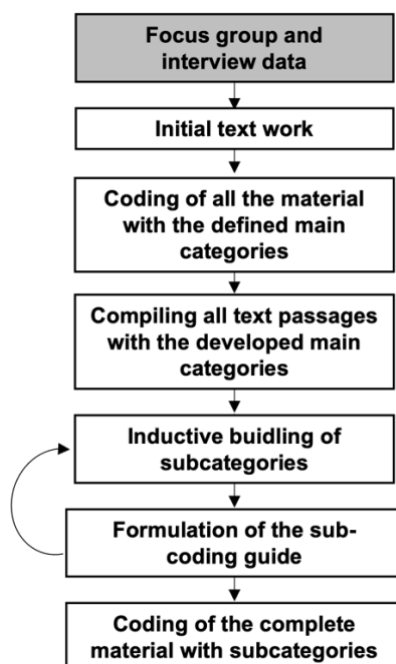 Focus group and
interview data
Initial text work
Coding of all the material
with the defined main
categories
Compiling all text passages
with the developed main
categories
Inductive buidling of
subcategories
Formulation of the sub-
coding guide
Coding of the complete
material with subcategories